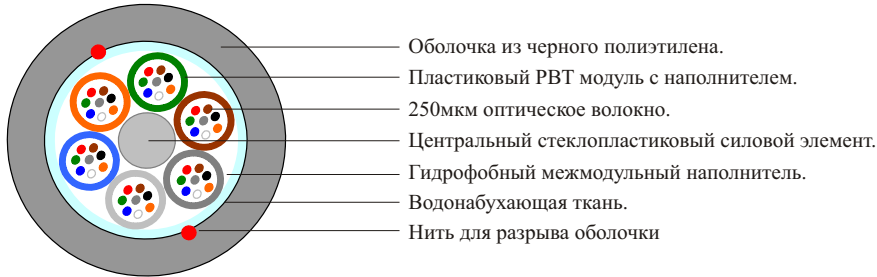 Оболочка из черного полиэтилена.
Пластиковый PBT модуль с наполнителем.
250мкм оптическое волокно.
Центральный стеклопластиковый силовой элемент.
Гидрофобный межмодульный наполнитель.
Водонабухающая ткань.
Нить для разрыва оболочки